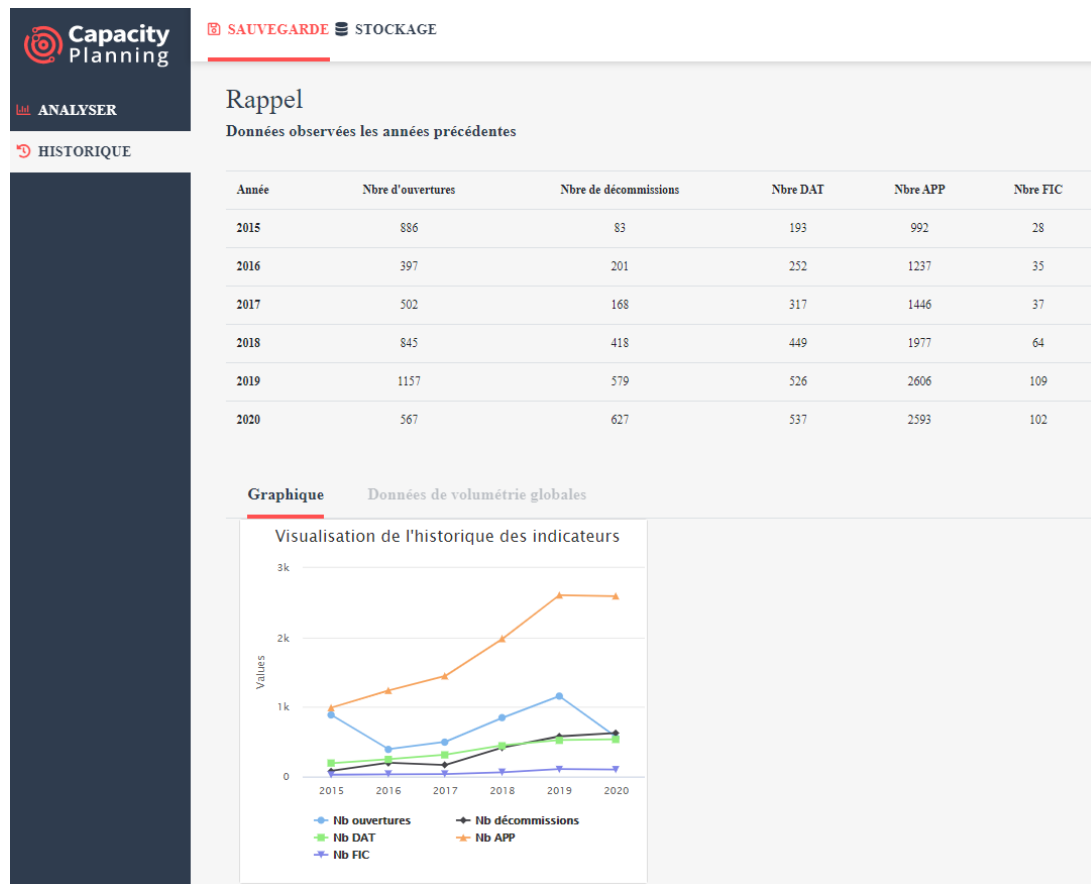 Capacity
Planning
SAUVEGARDE STOCKAGE
ANALYSER
HISTORIQUE
Rappel
Données observées les années précédentes
Année Nbre d'ouvertures Nbre de décommissions Nbre DAT Nbre APP Nbre FIC
2015 886 83 193 992 28
2016 397 201 252 1237 35
2017 502 168 317 1446 37
2018 845 418 449 1977 64
2019 1157 579 526 2606 109
2020 567 627 537 2593 102
Graphique Données de volumétrie globales
Visualisation de l'historique des indicateurs
3k
2k
Values
1k
0
2015 2016 2017 2018 2019 2020
Nb ouvertures Nb décommissions
Nb DAT Nb APP
Nb FIC